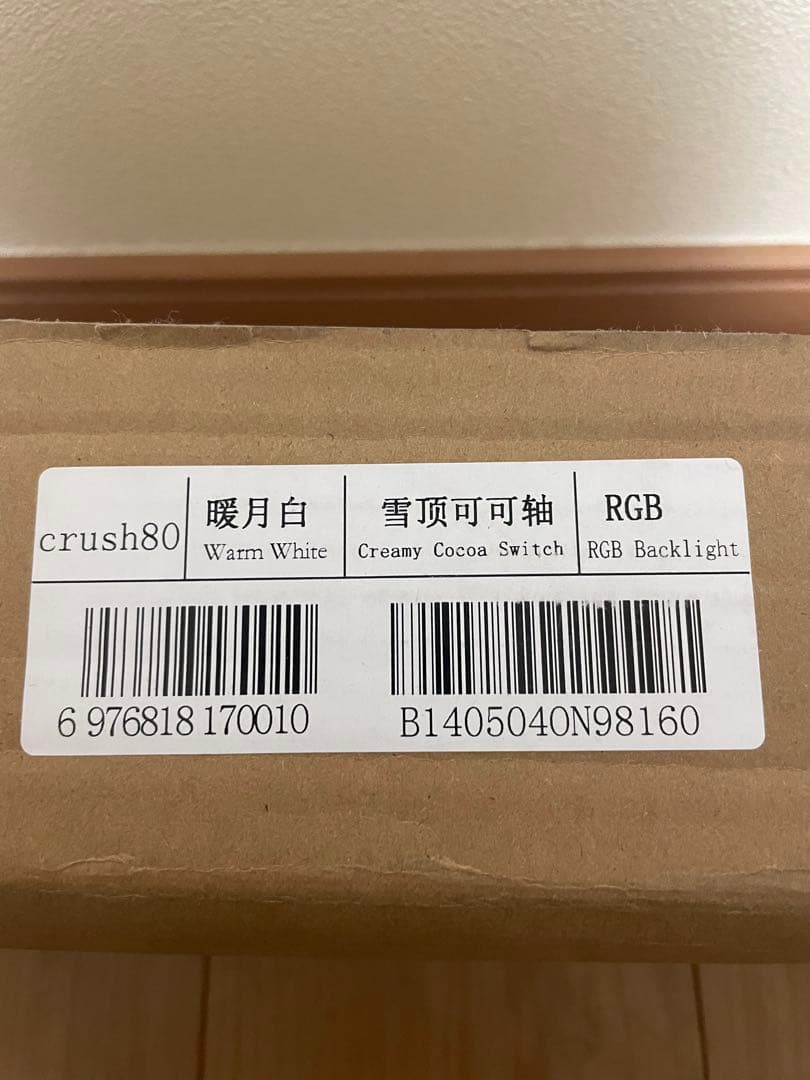 crush80
暖月白
Warm White
雪顶可可轴
Creamy Cocoa Switch
RGB
RGB Backlight
6 976818 170010
B1405040N98160